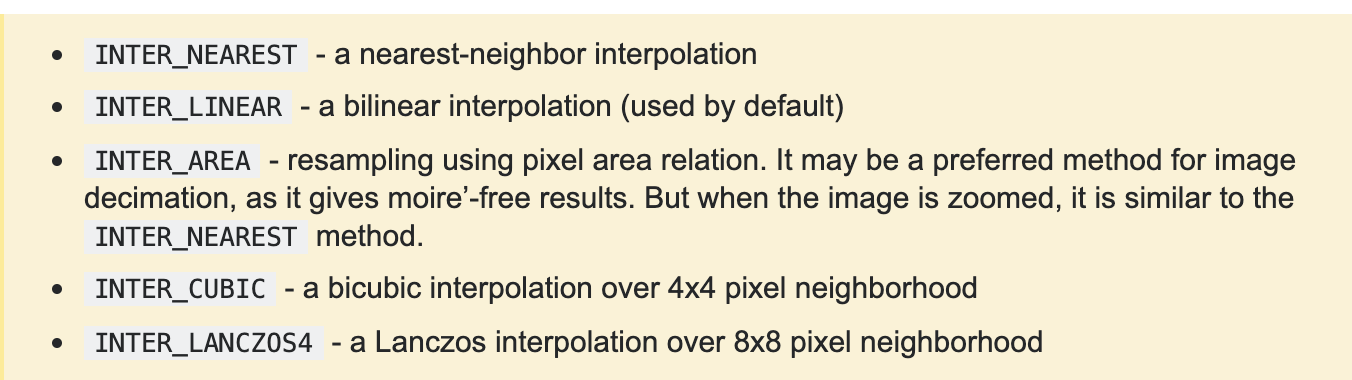 • INTER_NEAREST - a nearest-neighbor interpolation
• INTER_LINEAR - a bilinear interpolation (used by default)
• INTER_AREA - resampling using pixel area relation. It may be a preferred method for image
decimation, as it gives moire’-free results. But when the image is zoomed, it is similar to the
INTER_NEAREST method.
• INTER_CUBIC - a bicubic interpolation over 4x4 pixel neighborhood
• INTER_LANCZOS4 - a Lanczos interpolation over 8x8 pixel neighborhood